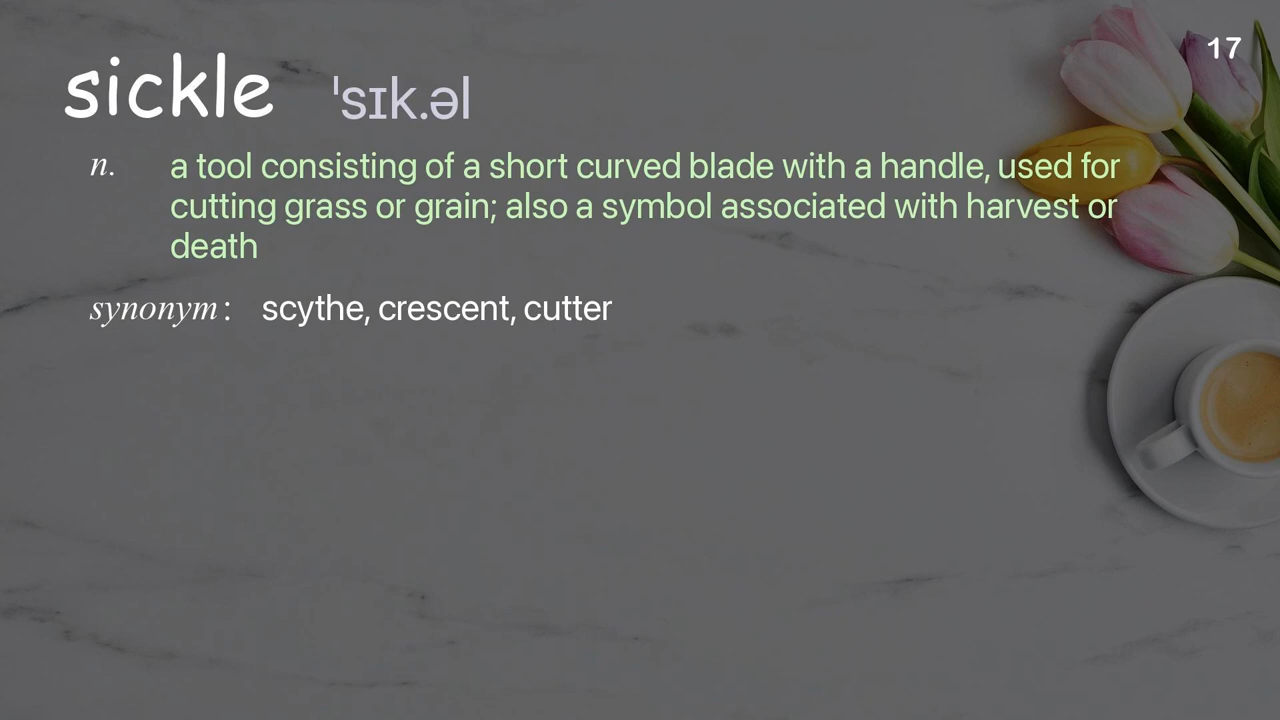 17
sickle ˈsɪk.əl
n. a tool consisting of a short curved blade with a handle, used for
cutting grass or grain; also a symbol associated with harvest or
death
synonym: scythe, crescent, cutter